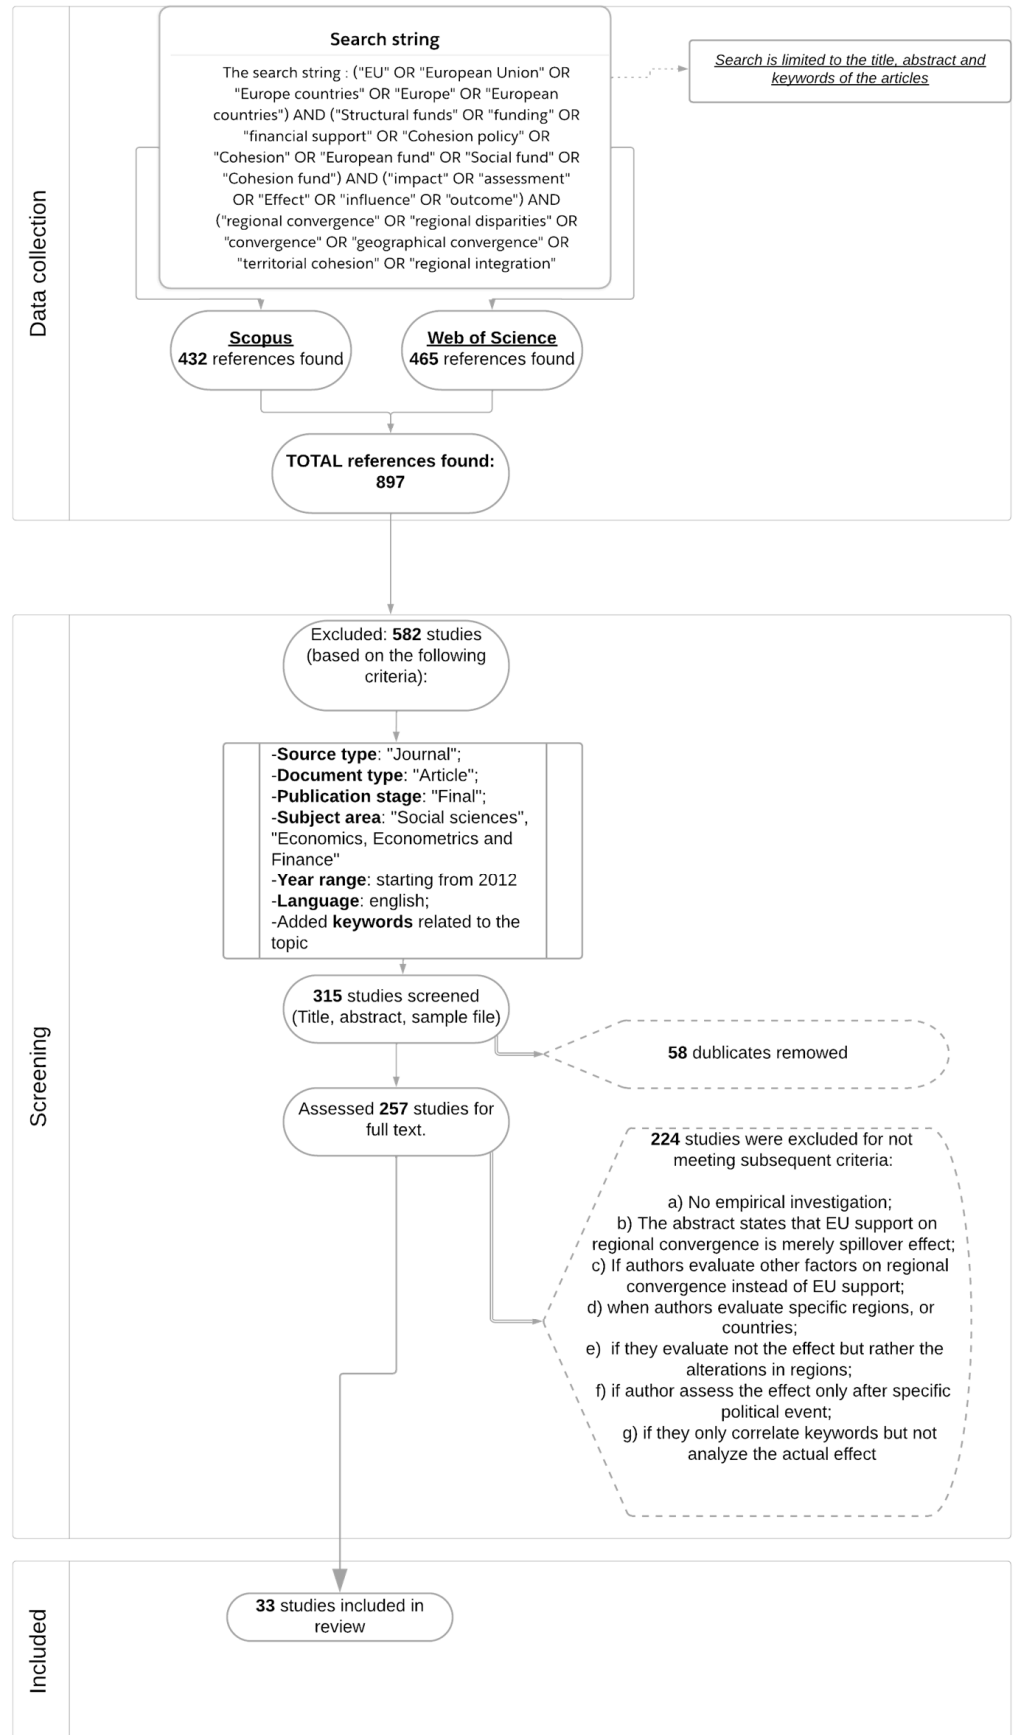 Data collection
Search string
The search string : ("EU" OR "European Union" OR
"Europe countries" OR "Europe" OR "European
countries") AND ("Structural funds" OR "funding" OR
"financial support" OR "Cohesion policy" OR
"Cohesion" OR "European fund" OR "Social fund" OR
"Cohesion fund") AND ("impact" OR "assessment"
OR "Effect" OR "influence" OR "outcome") AND
("regional convergence" OR "regional disparities" OR
"convergence" OR "geographical convergence" OR
"territorial cohesion" OR "regional integration"
Search is limited to the title, abstract and
keywords of the articles
Scopus
432 references found
Web of Science
465 references found
TOTAL references found:
897
Screening
Excluded: 582 studies
(based on the following
criteria):
-Source type: "Journal";
-Document type: "Article";
-Publication stage: "Final";
-Subject area: "Social sciences",
"Economics, Econometrics and
Finance"
-Year range: starting from 2012
-Language: english;
-Added keywords related to the
topic
315 studies screened
(Title, abstract, sample file)
58 dublicates remowed
Assessed 257 studies for
full text.
224 studies were excluded for not
meeting subsequent criteria:
a) No empirical investigation;
b) The abstract states that EU support on
regional convergence is merely spillover effect;
c) If authors evaluate other factors on regional
convergence instead of EU support;
d) when authors evaluate specific regions, or
countries;
e) if they evaluate not the effect but rather the
alterations in regions;
f) if author assess the effect only after specific
political event;
g) if they only correlate keywords but not
analyze the actual effect
Included
33 studies included in
review